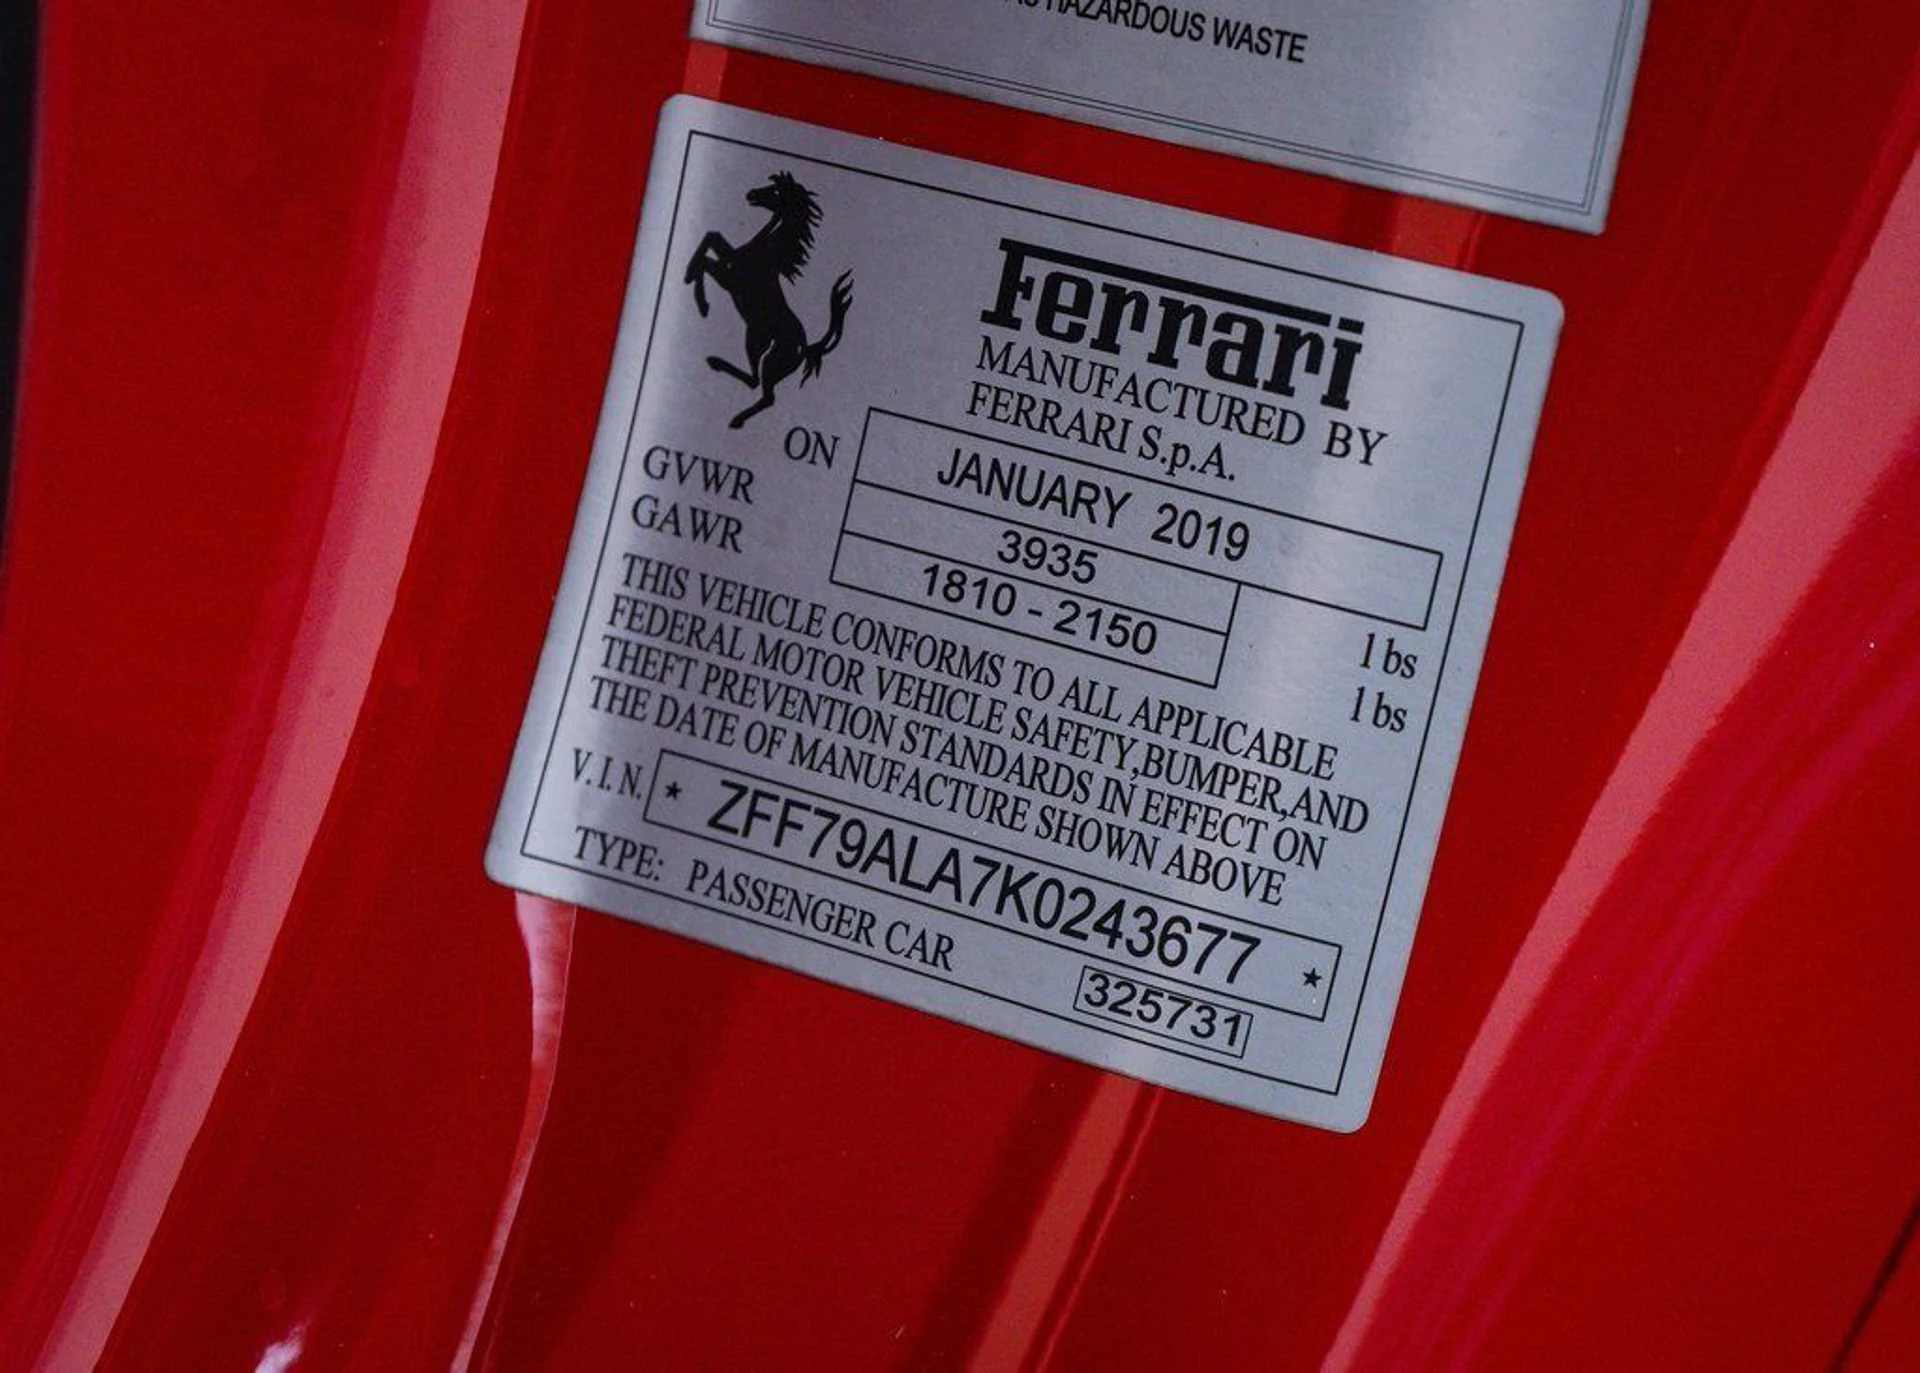 AS HAZARDOUS WASTE
Ferrari
MANUFACTURED BY
FERRARI S.p.A.
ON JANUARY 2019
GVWR 3935 lbs
GAWR 1810 - 2150 lbs
THIS VEHICLE CONFORMS TO ALL APPLICABLE
FEDERAL MOTOR VEHICLE SAFETY,BUMPER,AND
THEFT PREVENTION STANDARDS IN EFFECT ON
THE DATE OF MANUFACTURE SHOWN ABOVE
V.I.N. * ZFF79ALA7K0243677 *
TYPE: PASSENGER CAR
325731